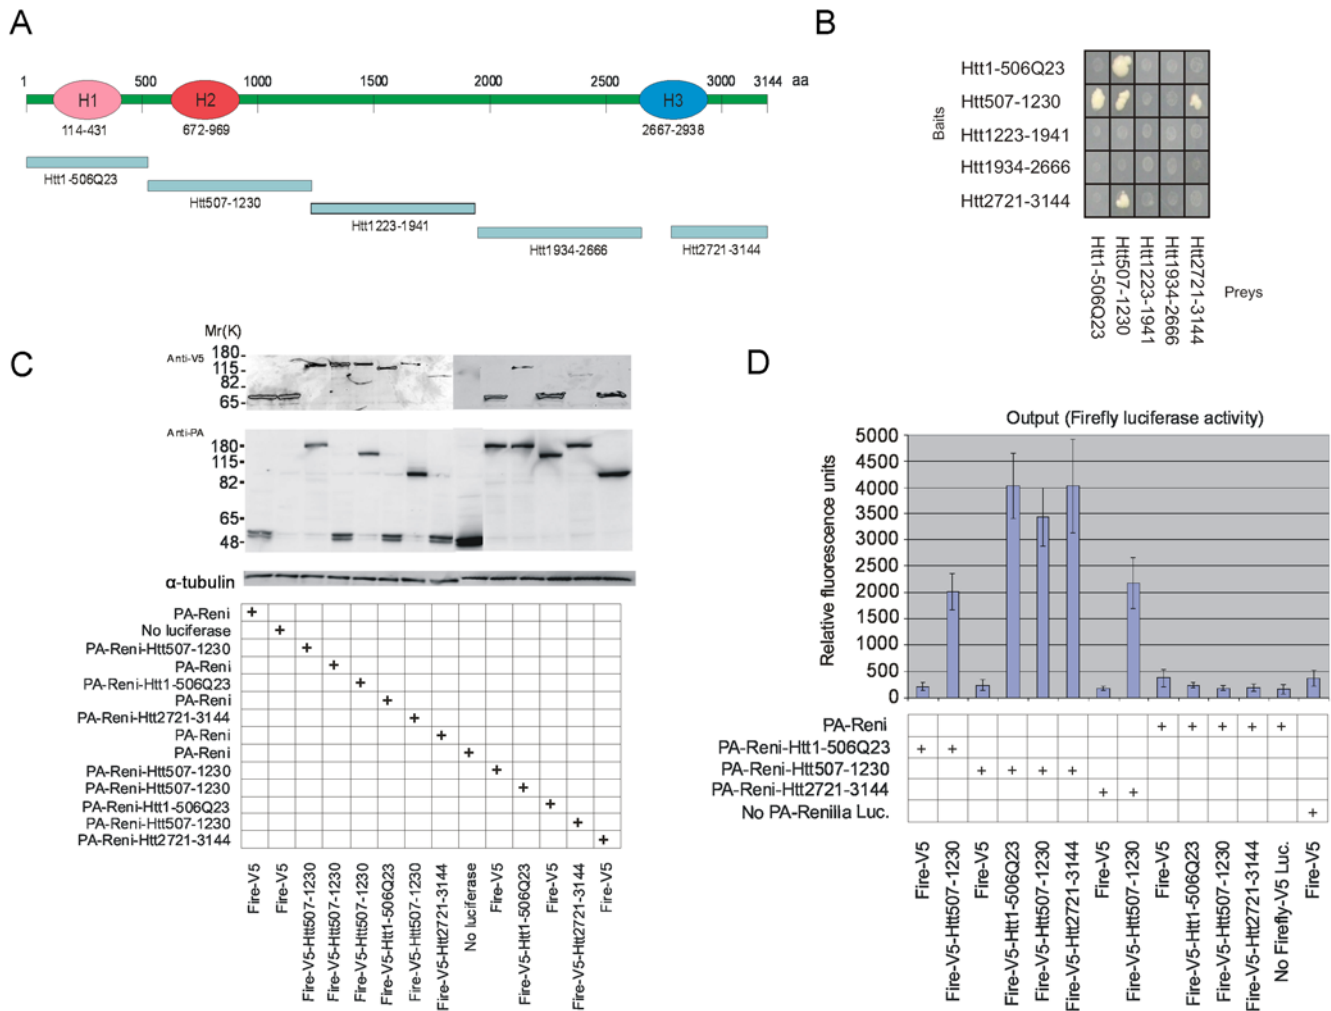 A
1 500 1000 1500 2000 2500 3000 3144 aa
H1 H2 H3
114-431 672-969 2667-2938
Htt1-506Q23
Htt507-1230
Htt1223-1941
Htt1934-2666
Htt2721-3144
B
Baits
Htt1-506Q23
Htt507-1230
Htt1223-1941
Htt1934-2666
Htt2721-3144
Htt1-506Q23
Htt507-1230
Htt1223-1941
Htt1934-2666
Htt2721-3144
Preys
C
Mr(K)
Anti-V5
180-
115-
82-
65-
Anti-PA
180-
115-
82-
65-
48-
α-tubulin
PA-Reni +
No luciferase +
PA-Reni-Htt507-1230 +
PA-Reni +
PA-Reni-Htt1-506Q23 +
PA-Reni +
PA-Reni-Htt2721-3144 +
PA-Reni +
PA-Reni +
PA-Reni-Htt507-1230 +
PA-Reni-Htt507-1230 +
PA-Reni-Htt1-506Q23 +
PA-Reni-Htt507-1230 +
PA-Reni-Htt2721-3144 +
Fire-V5
Fire-V5
Fire-V5-Htt507-1230
Fire-V5-Htt507-1230
Fire-V5-Htt507-1230
Fire-V5-Htt1-506Q23
Fire-V5-Htt507-1230
Fire-V5-Htt2721-3144
No luciferase
Fire-V5
Fire-V5-Htt1-506Q23
Fire-V5
Fire-V5-Htt2721-3144
Fire-V5
D
Output (Firefly luciferase activity)
Relative fluorescence units
5000
4500
4000
3500
3000
2500
2000
1500
1000
500
0
PA-Reni + + + + +
PA-Reni-Htt1-506Q23 + +
PA-Reni-Htt507-1230 + + + +
PA-Reni-Htt2721-3144 + +
No PA-Renilla Luc. +
Fire-V5
Fire-V5-Htt507-1230
Fire-V5
Fire-V5-Htt1-506Q23
Fire-V5-Htt507-1230
Fire-V5-Htt2721-3144
Fire-V5
Fire-V5-Htt507-1230
Fire-V5
Fire-V5-Htt1-506Q23
Fire-V5-Htt507-1230
Fire-V5-Htt2721-3144
No Firefly-V5 Luc.
Fire-V5